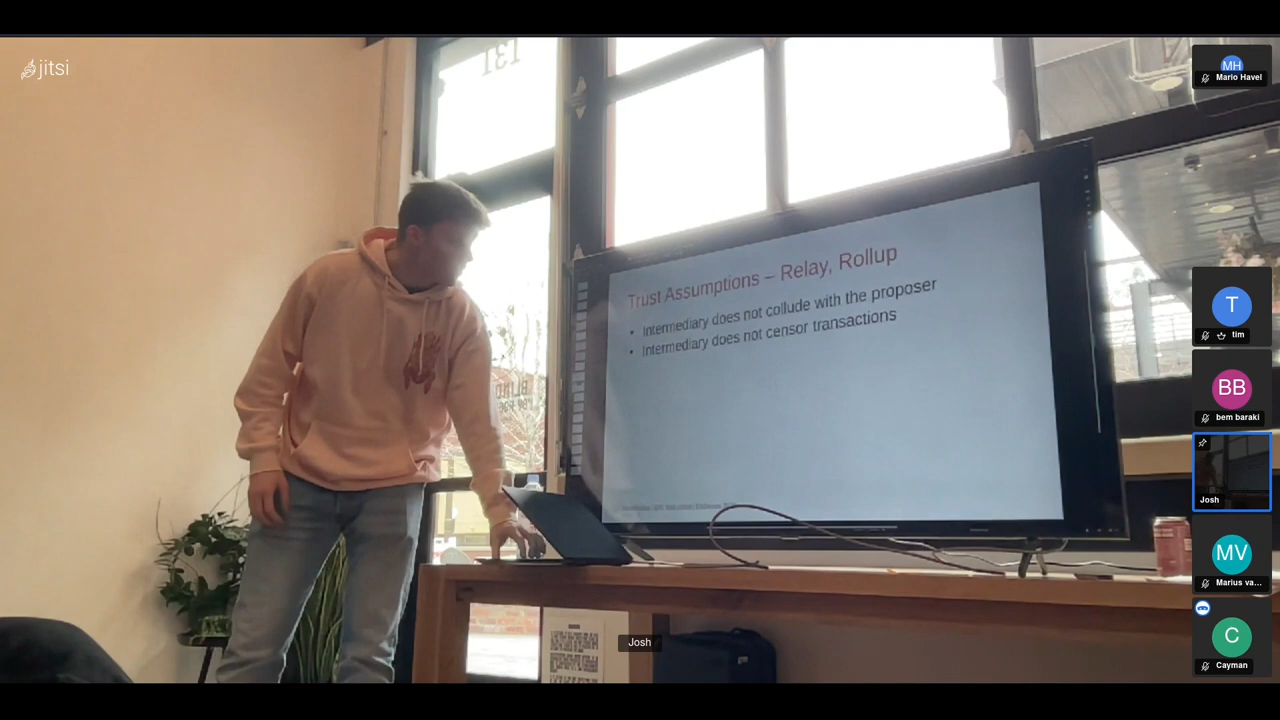 jitsi
131
MH
Mario Havel
Trust Assumptions – Relay, Rollup
• Intermediary does not collude with the proposer
• Intermediary does not censor transactions
T
tim
BB
bem baraki
Josh
MV
Marius va...
C
Cayman
Josh